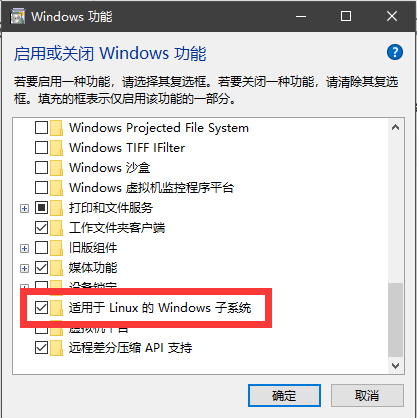 Windows 功能
启用或关闭 Windows 功能
若要启用一种功能，请选择其复选框。若要关闭一种功能，请清除其复选
框。填充的框表示仅启用该功能的一部分。
Windows Projected File System
Windows TIFF IFilter
Windows 沙盒
Windows 虚拟机监控程序平台
打印和文件服务
工作文件夹客户端
旧版组件
媒体功能
设备锁定
适用于 Linux 的 Windows 子系统
虚拟机平台
远程差分压缩 API 支持
确定
取消